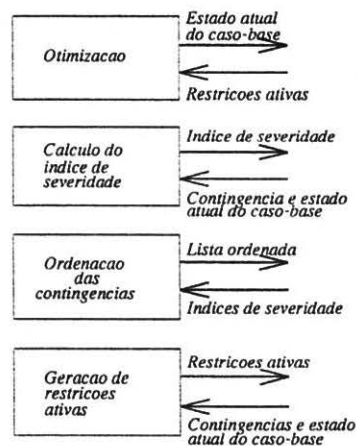 Estado atual
do caso-base
Otimizacao
Restricoes ativas
Indice de severidade
Calculo do
indice de
severidade
Contingencia e estado
atual do caso-base
Lista ordenada
Ordenacao
das
contingencias
Indices de severidade
Restricoes ativas
Geracao de
restricoes
ativas
Contingencias e estado
atual do caso-base